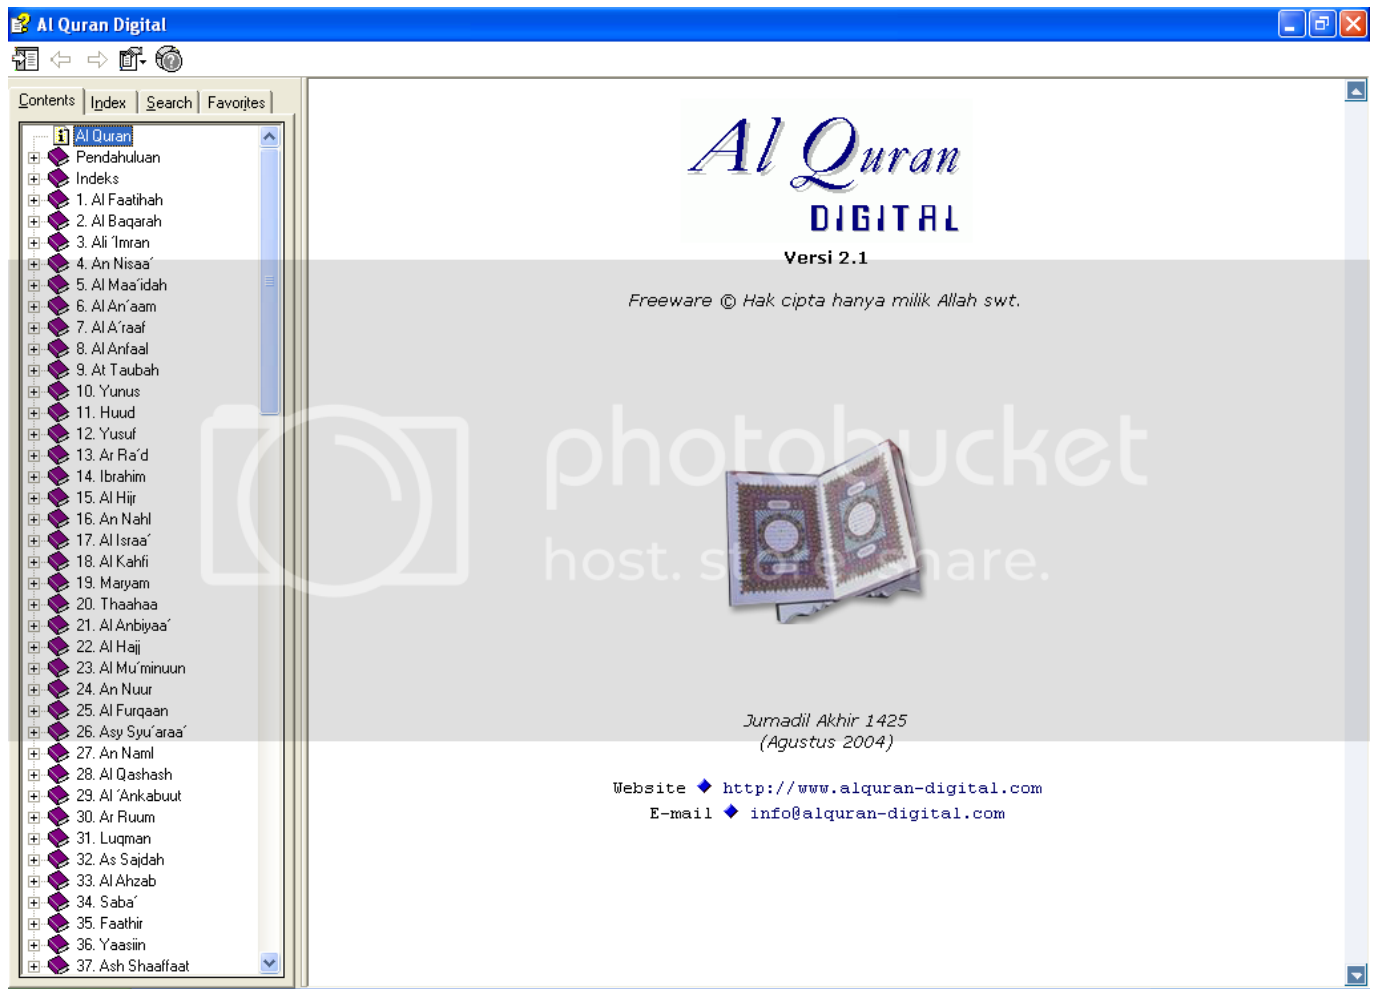 Al Quran Digital
Contents
Index
Search
Favorites
Al Quran
Pendahuluan
Indeks
1. Al Faatihah
2. Al Baqarah
3. Ali ´Imran
4. An Nisaa´
5. Al Maa´idah
6. Al An´aam
7. Al A´raaf
8. Al Anfaal
9. At Taubah
10. Yunus
11. Huud
12. Yusuf
13. Ar Ra´d
14. Ibrahim
15. Al Hijr
16. An Nahl
17. Al Israa´
18. Al Kahfi
19. Maryam
20. Thaahaa
21. Al Anbiyaa´
22. Al Hajj
23. Al Mu´minuun
24. An Nuur
25. Al Furqaan
26. Asy Syu´araa´
27. An Naml
28. Al Qashash
29. Al ´Ankabuut
30. Ar Ruum
31. Luqman
32. As Sajdah
33. Al Ahzab
34. Saba´
35. Faathir
36. Yaasiin
37. Ash Shaaffaat
Al Quran
DIGITAL
Versi 2.1
Freeware © Hak cipta hanya milik Allah swt.
photobucket
host. store. share.
Jumadil Akhir 1425
(Agustus 2004)
Website ◆ http://www.alquran-digital.com
E-mail ◆ info@alquran-digital.com